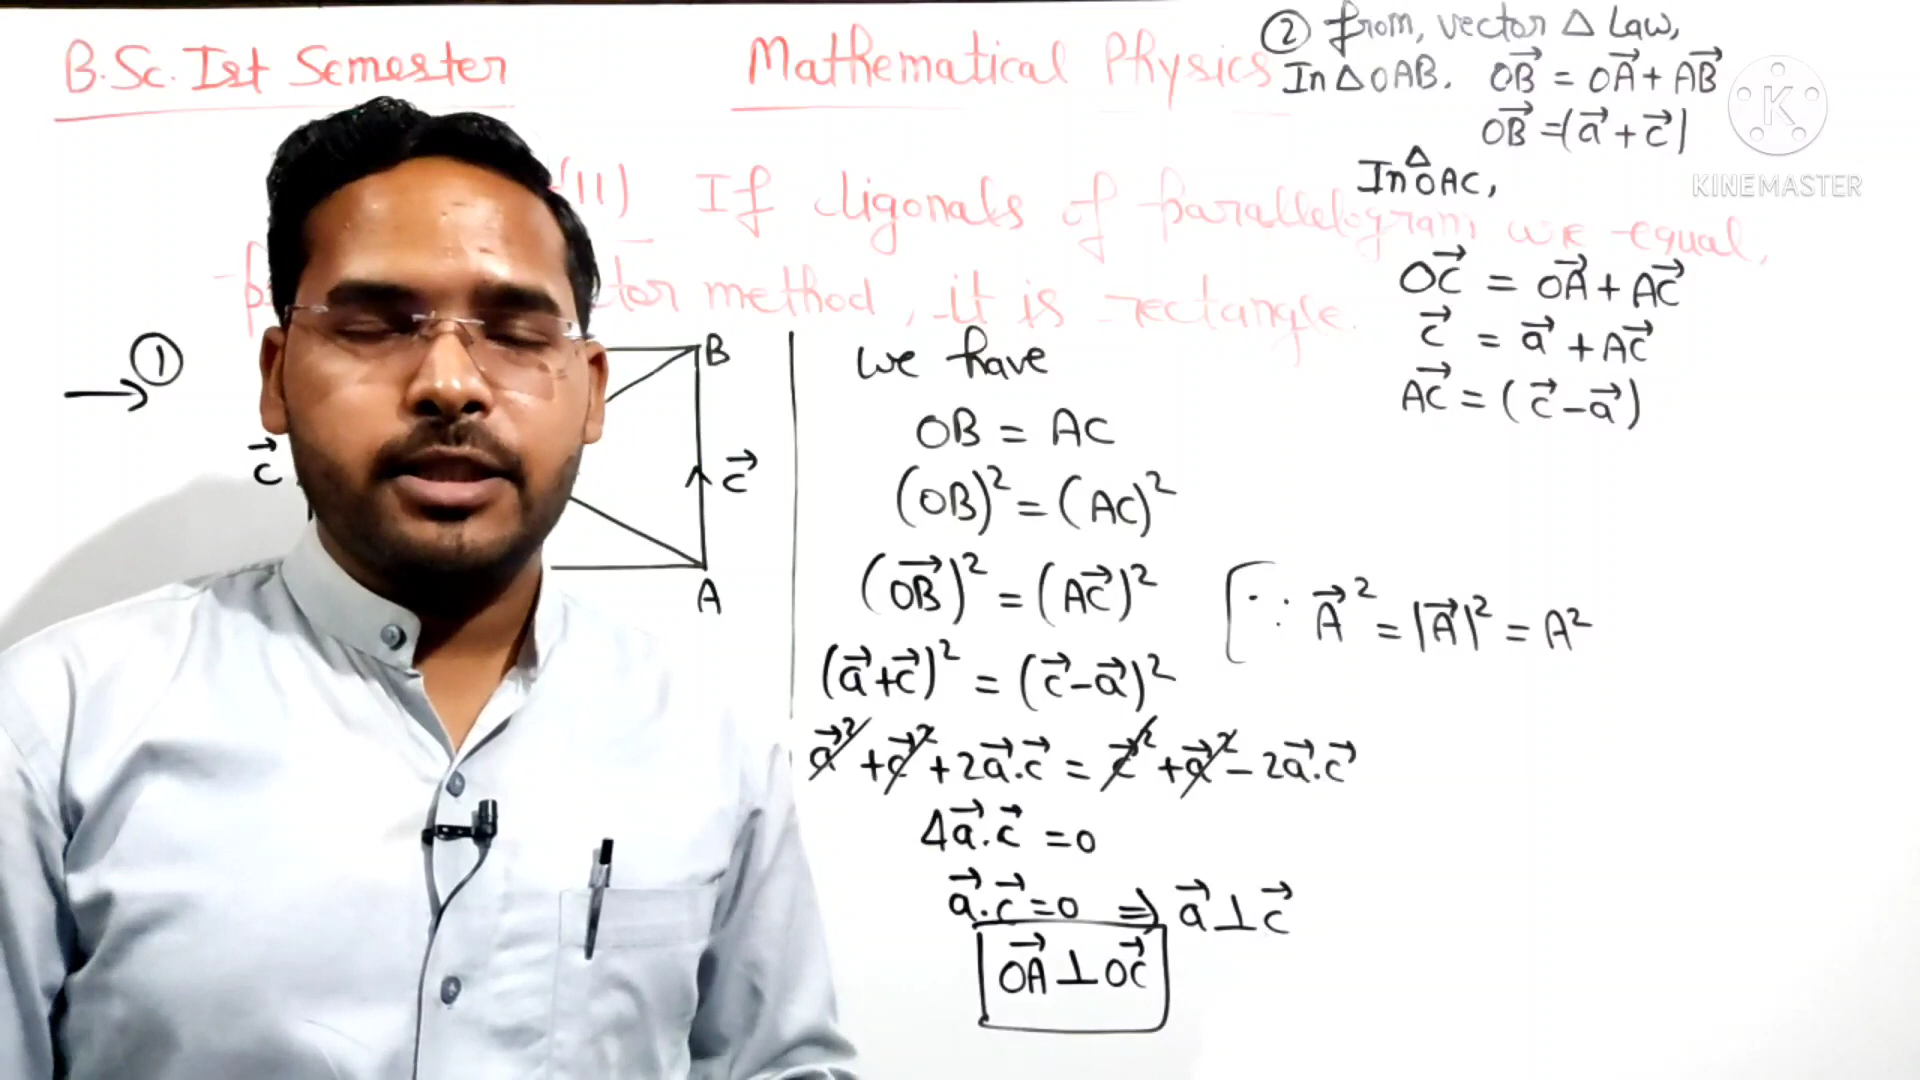 B.Sc. Ist Semester
Mathematical Physics
(11) If digonals of parallelogram are equal,
method, it is rectangle.
① 
B
c⃗
c⃗
A
we have
OB = AC
(OB)² = (AC)²
(OB⃗)² = (AC⃗)²
(a⃗+c⃗)² = (c⃗-a⃗)²
a⃗² + c⃗² + 2a⃗.c⃗ = c⃗² + a⃗² - 2a⃗.c⃗
4a⃗.c⃗ = 0
a⃗.c⃗ = 0 ⇒ a⃗ ⊥ c⃗
OA⃗ ⊥ OC⃗
② from, vector △ Law,
In △OAB. OB⃗ = OA⃗ + AB⃗
OB⃗ = (a⃗ + c⃗)
In △OAC,
OC⃗ = OA⃗ + AC⃗
c⃗ = a⃗ + AC⃗
AC⃗ = (c⃗ - a⃗)
[∵ A⃗² = |A⃗|² = A²
K
KINEMASTER